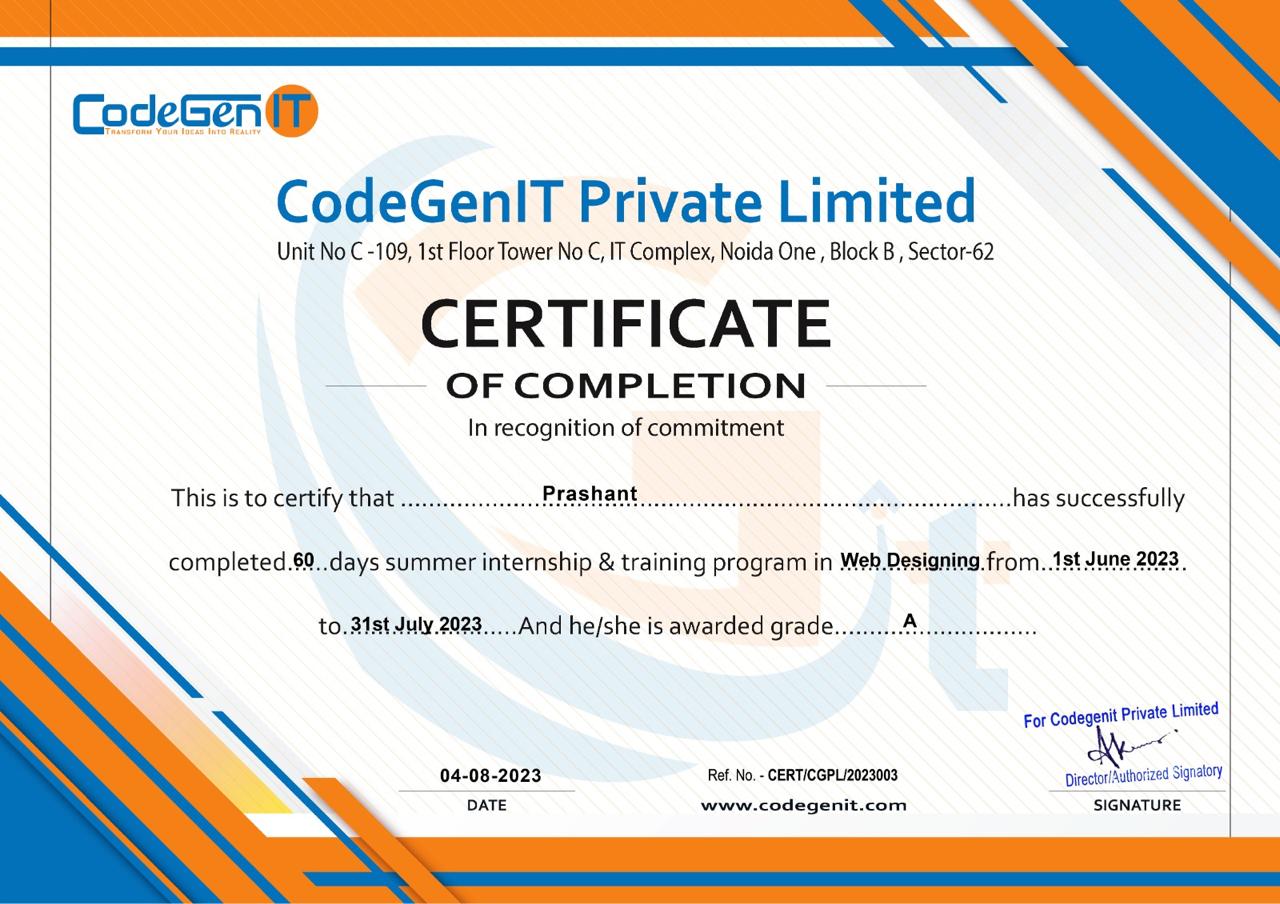 CodeGenIT
Transform Your Ideas Into Reality
CodeGenIT Private Limited
Unit No C -109, 1st Floor Tower No C, IT Complex, Noida One , Block B , Sector-62
CERTIFICATE
OF COMPLETION
In recognition of commitment
This is to certify that ....................Prashant......................................................has successfully
completed.60..days summer internship & training program in Web Designing from..1st June 2023.
to.31st July 2023.....And he/she is awarded grade..........A.................
For Codegenit Private Limited
Director/Authorized Signatory
04-08-2023
DATE
Ref. No. - CERT/CGPL/2023003
www.codegenit.com
SIGNATURE